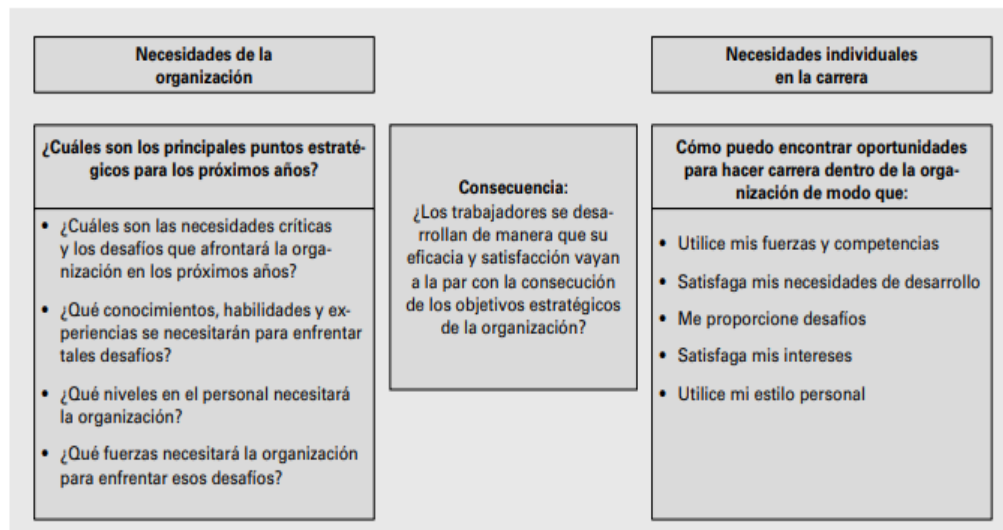 Necesidades de la
organización
¿Cuáles son los principales puntos estraté-
gicos para los próximos años?
• ¿Cuáles son las necesidades críticas
y los desafíos que afrontará la orga-
nización en los próximos años?
• ¿Qué conocimientos, habilidades y ex-
periencias se necesitarán para enfrentar
tales desafíos?
• ¿Qué niveles en el personal necesitará
la organización?
• ¿Qué fuerzas necesitará la organización
para enfrentar esos desafíos?
Consecuencia:
¿Los trabajadores se desa-
rrollan de manera que su
eficacia y satisfacción vayan
a la par con la consecución
de los objetivos estratégicos
de la organización?
Necesidades individuales
en la carrera
Cómo puedo encontrar oportunidades
para hacer carrera dentro de la orga-
nización de modo que:
• Utilice mis fuerzas y competencias
• Satisfaga mis necesidades de desarrollo
• Me proporcione desafíos
• Satisfaga mis intereses
• Utilice mi estilo personal